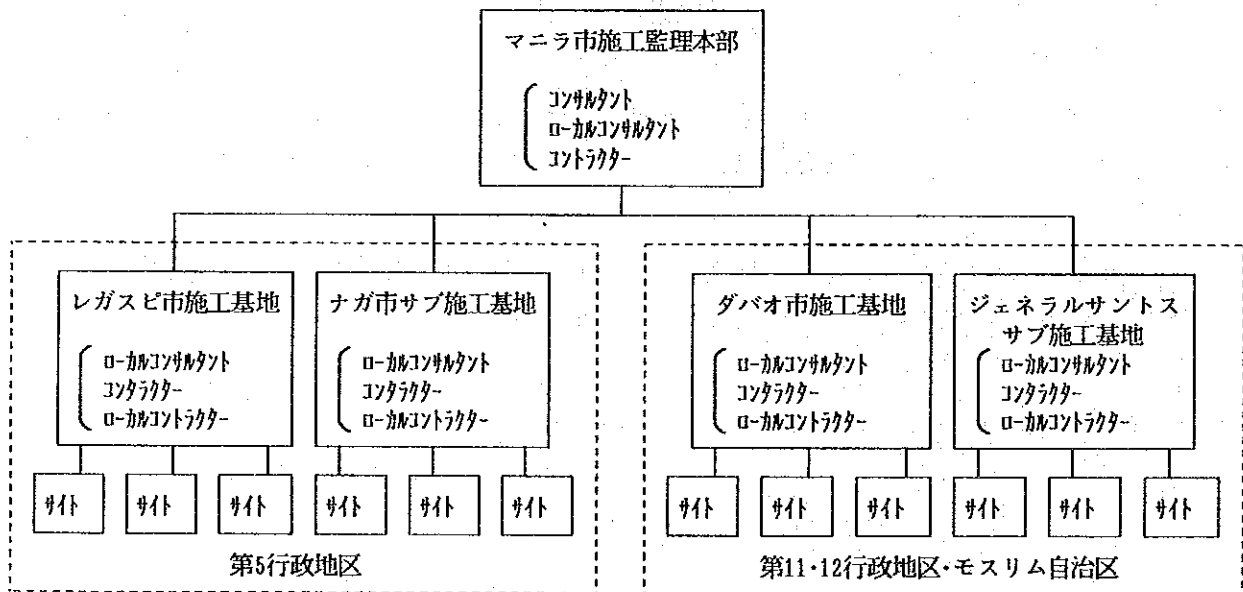 マニラ市施工監理本部
コンサルタント
ローカルコンサルタント
コントラクター
レガスピ市施工基地
ローカルコンサルタント
コンタラクター
ローカルコントラクター
ナガ市サブ施工基地
ローカルコンサルタント
コンタラクター
ローカルコントラクター
ダバオ市施工基地
ローカルコンサルタント
コンタラクター
ローカルコントラクター
ジェネラルサントス
サブ施工基地
ローカルコンサルタント
コンタラクター
ローカルコントラクター
サイト サイト サイト サイト サイト サイト サイト サイト サイト サイト サイト サイト
第5行政地区
第11・12行政地区・モスリム自治区